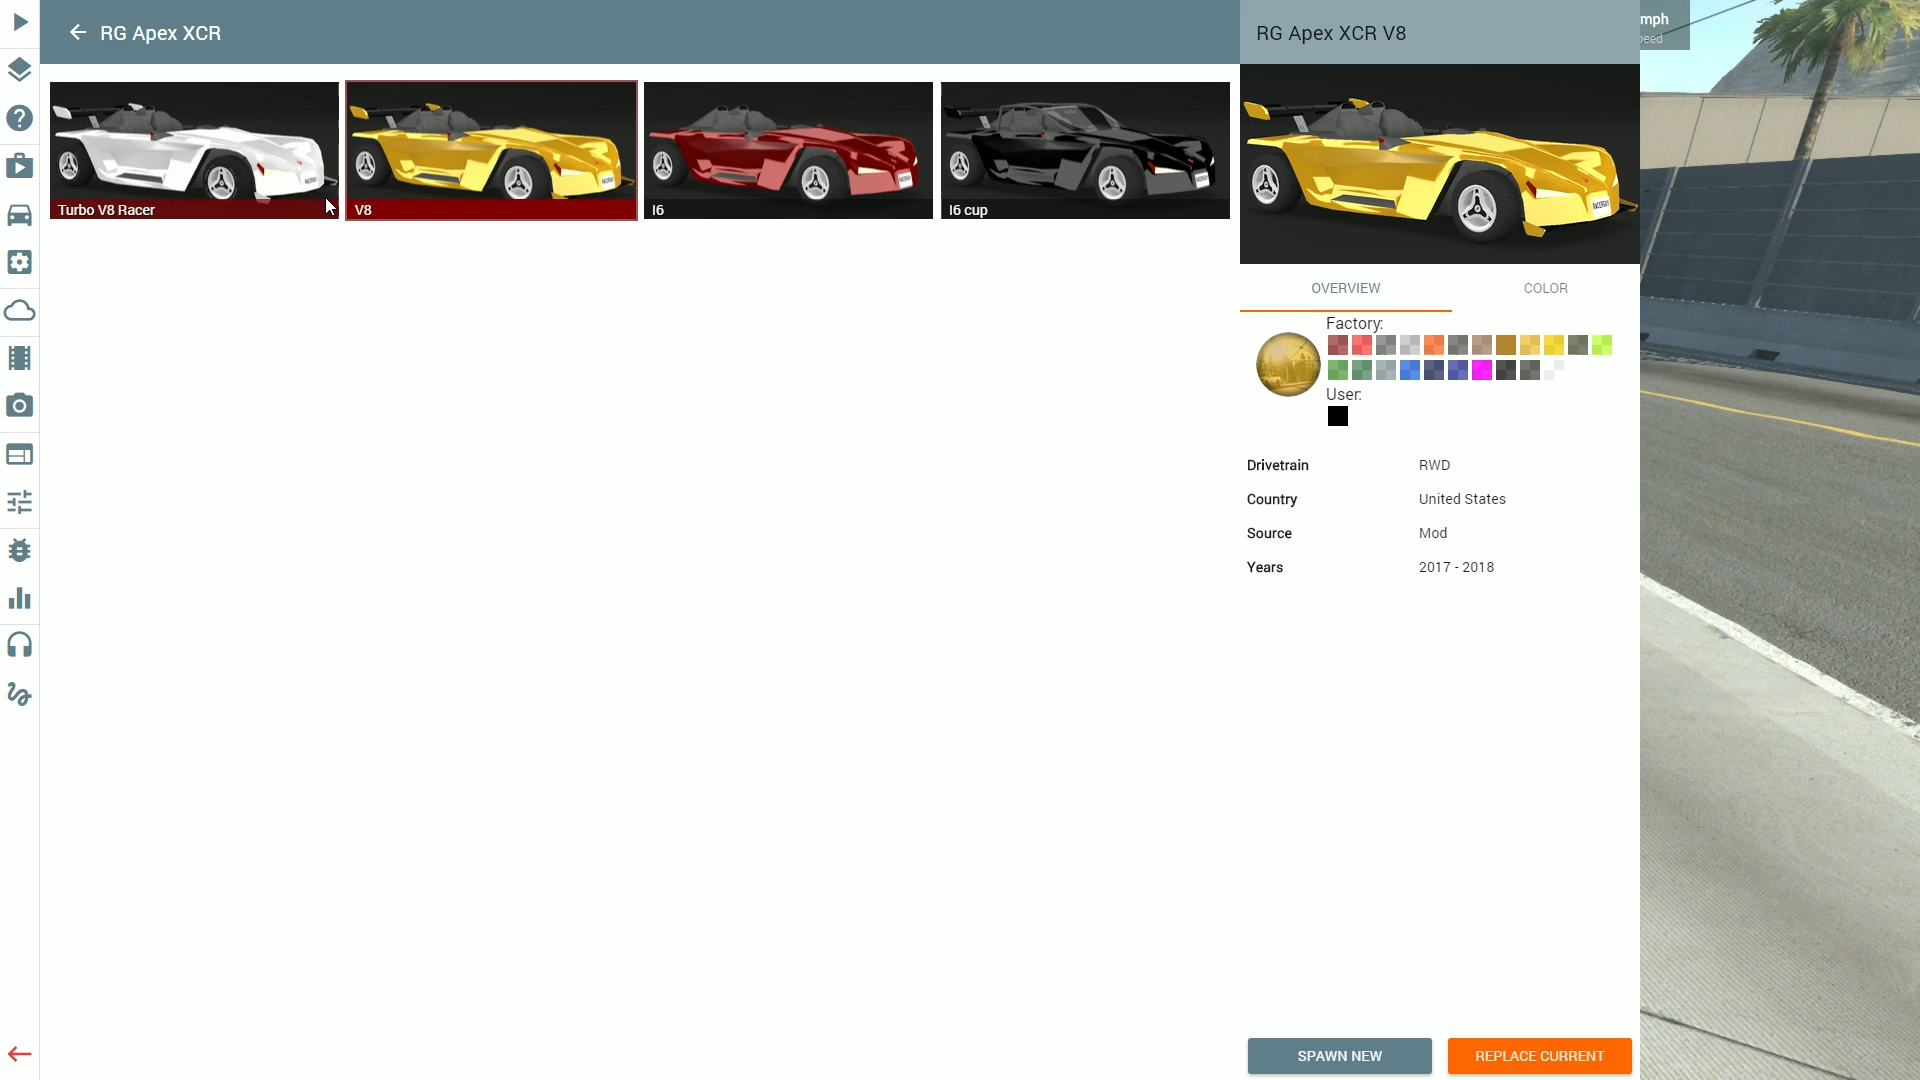 RG Apex XCR
RG Apex XCR V8
mph
peed
Turbo V8 Racer
V8
I6
I6 cup
OVERVIEW
COLOR
Factory:
User:
Drivetrain RWD
Country United States
Source Mod
Years 2017 - 2018
SPAWN NEW
REPLACE CURRENT